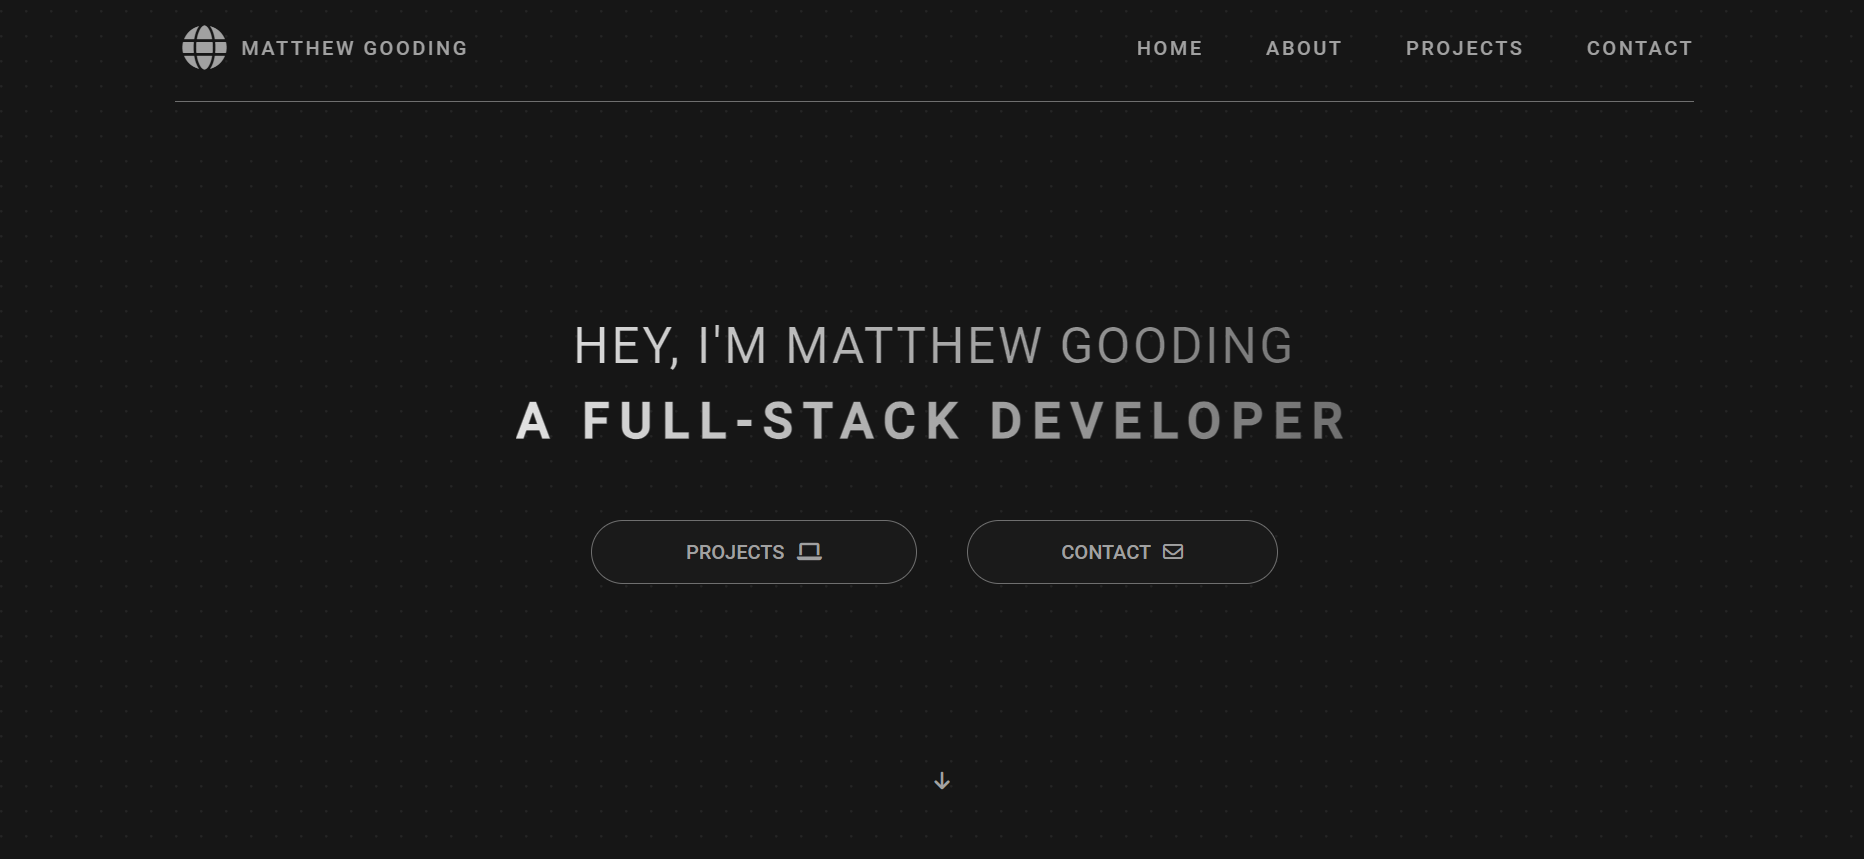 MATTHEW GOODING
HOME ABOUT PROJECTS CONTACT
HEY, I'M MATTHEW GOODING
A FULL-STACK DEVELOPER
PROJECTS
CONTACT